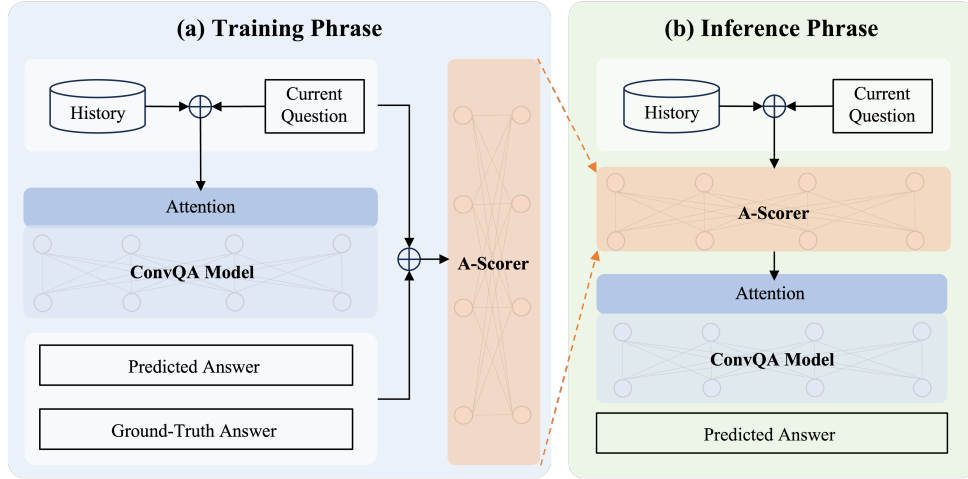 (a) Training Phrase
History
Current
Question
Attention
ConvQA Model
Predicted Answer
Ground-Truth Answer
A-Scorer
(b) Inference Phrase
History
Current
Question
A-Scorer
Attention
ConvQA Model
Predicted Answer